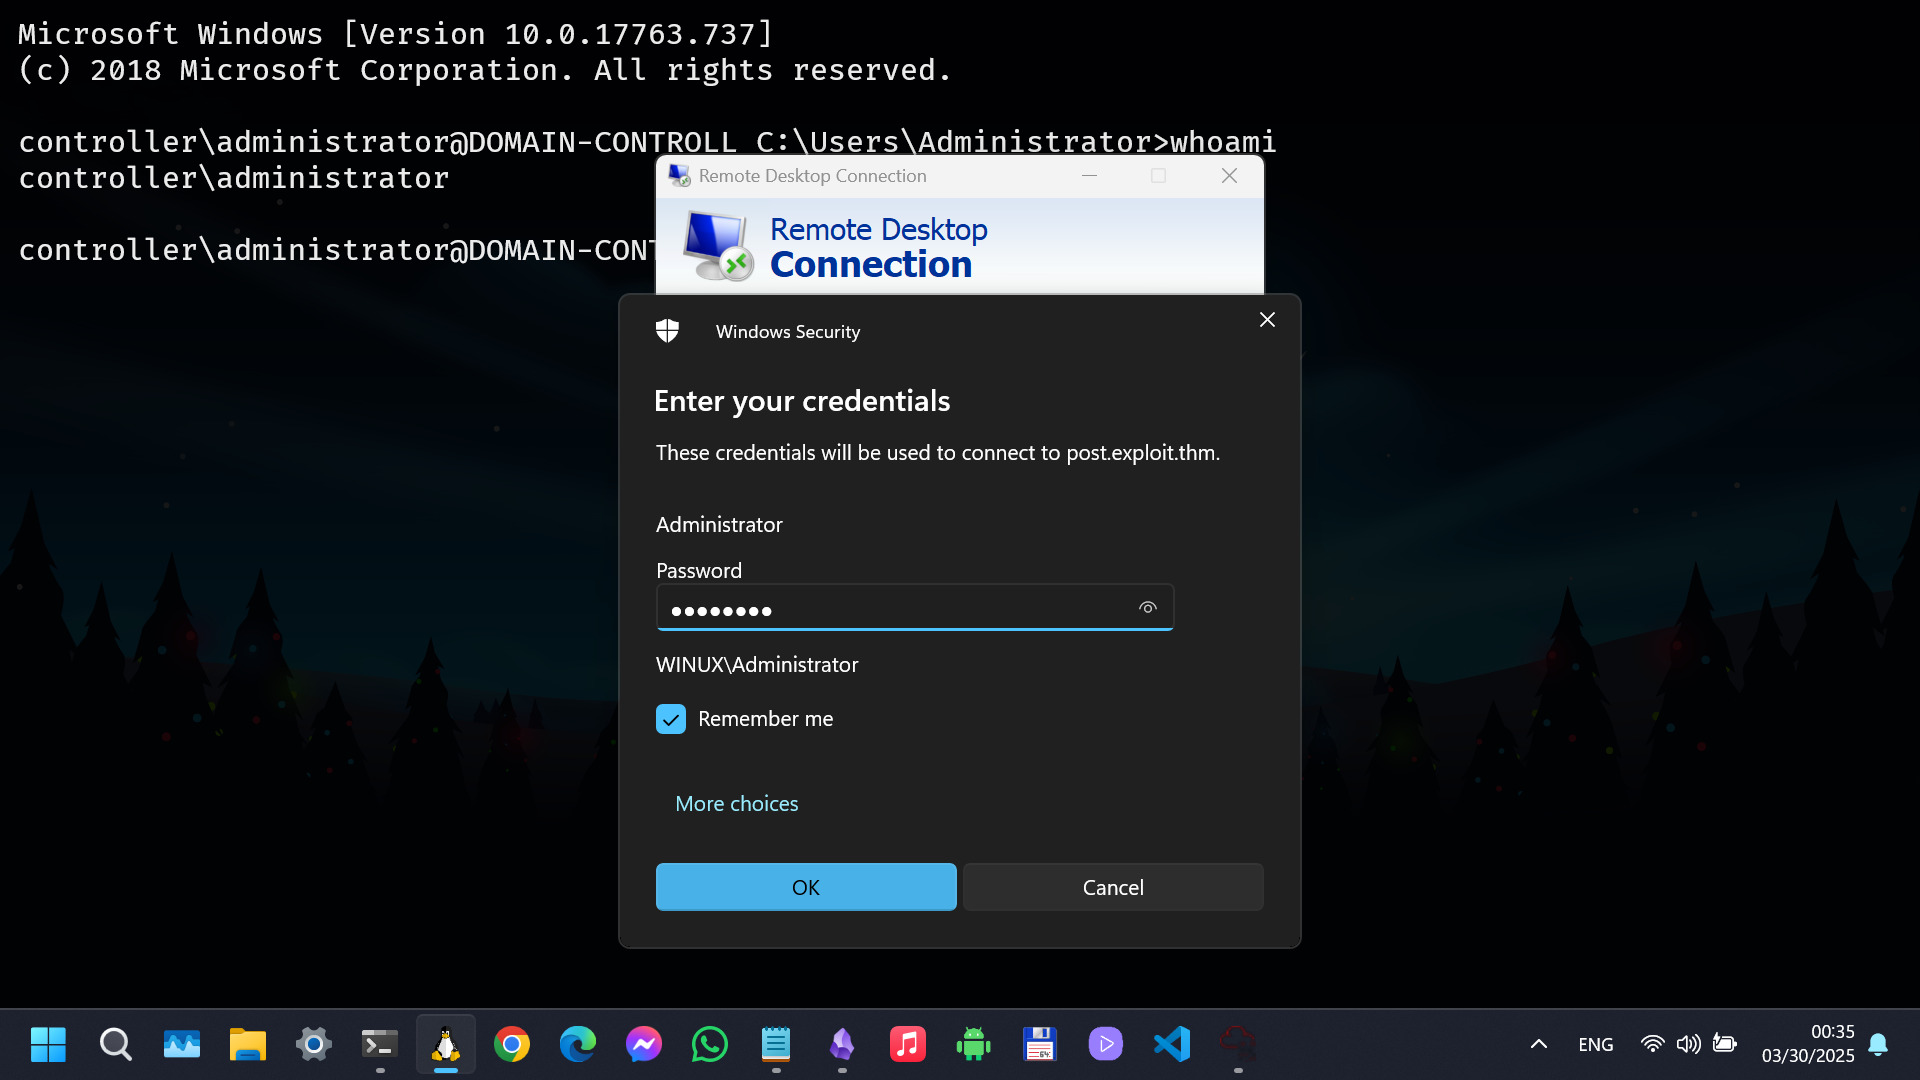 Microsoft Windows [Version 10.0.17763.737]
(c) 2018 Microsoft Corporation. All rights reserved.
controller\administrator@DOMAIN-CONTROLL C:\Users\Administrator>whoami
controller\administrator
controller\administrator@DOMAIN-CONT
Remote Desktop Connection
Remote Desktop
Connection
Windows Security
Enter your credentials
These credentials will be used to connect to post.exploit.thm.
Administrator
Password
WINUX\Administrator
Remember me
More choices
OK
Cancel
64
ENG
00:35
03/30/2025